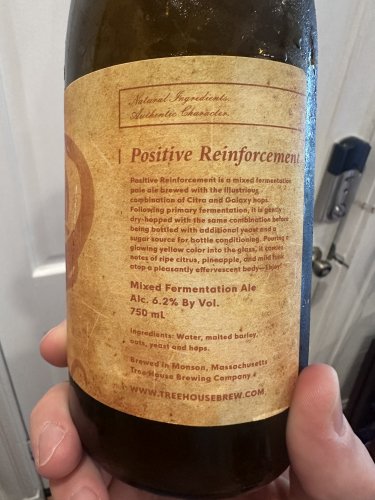 Natural Ingredients.
Authentic Character.
Positive Reinforcement
Positive Reinforcement is a mixed fermentation
pale ale brewed with the illustrious
combination of Citra and Galaxy hops.
Following primary fermentation, it is gently
dry-hopped with the same combination before
being bottled with additional yeast and a
sugar source for bottle conditioning. Pouring a
glowing yellow color into the glass, it carries
notes of ripe citrus, pineapple, and mild funk
atop a pleasantly effervescent body—Enjoy!
Mixed Fermentation Ale
Alc. 6.2% By Vol.
750 mL
Ingredients: Water, malted barley,
oats, yeast and hops.
Brewed in Monson, Massachusetts
Tree House Brewing Company
WWW.TREEHOUSEBREW.COM